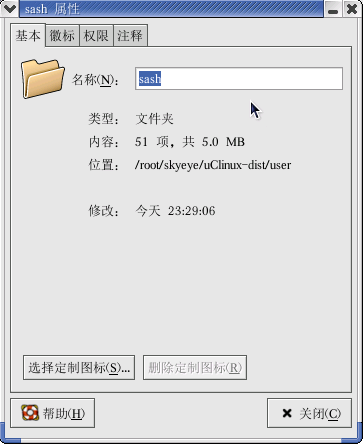 sash 属性
基本 徽标 权限 注释
名称(N): sash
类型: 文件夹
内容: 51 项，共 5.0 MB
位置: /root/skyeye/uClinux-dist/user
修改: 今天 23:29:06
选择定制图标(S)... 删除定制图标(R)
帮助(H) 关闭(C)